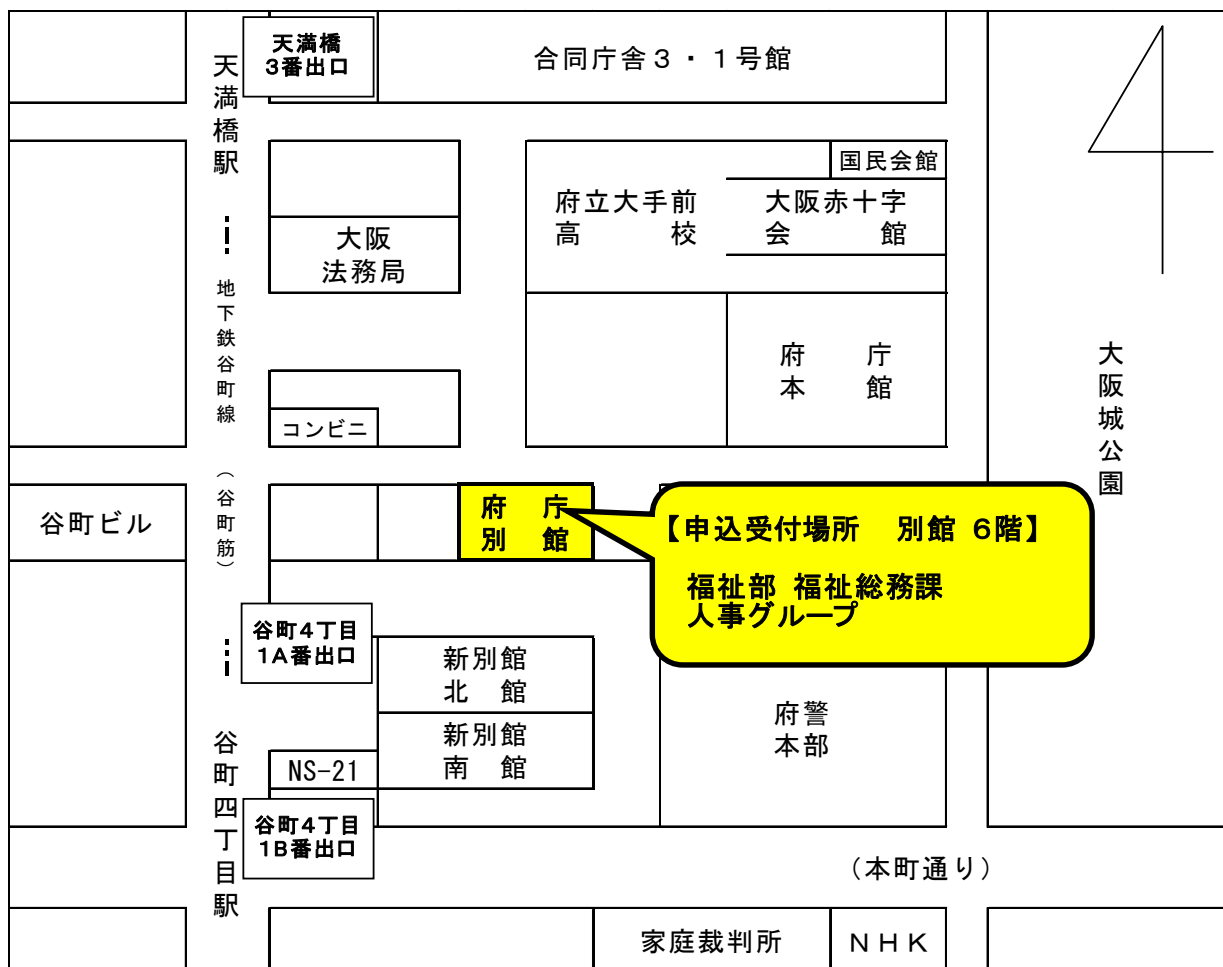 天満橋
3番出口
合同庁舎３・１号館
天満橋駅
国民会館
府立大手前
高　　　校
大阪赤十字
会　　　館
大阪
法務局
地下鉄谷町線
（谷町筋）
府　　庁
本　　館
大阪城公園
コンビニ
谷町ビル
府　庁
別　館
【申込受付場所　別館 6階】
福祉部 福祉総務課
人事グループ
谷町4丁目
1A番出口
新別館
北　館
府警
本部
新別館
南　館
NS-21
谷町四丁目駅
谷町4丁目
1B番出口
（本町通り）
家庭裁判所
ＮＨＫ